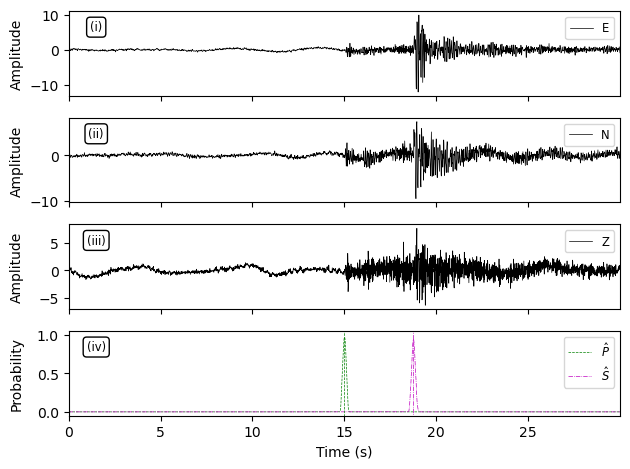 (i)
E
Amplitude
10
0
−10
(ii)
N
Amplitude
0
−10
(iii)
Z
Amplitude
5
0
−5
(iv)
P̂
Ŝ
Probability
1.0
0.5
0.0
0 5 10 15 20 25
Time (s)